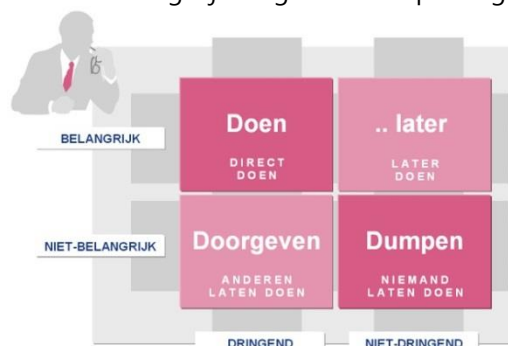 BELANGRIJK
Doen
DIRECT
DOEN
.. later
LATER
DOEN
NIET-BELANGRIJK
Doorgeven
ANDEREN
LATEN DOEN
Dumpen
NIEMAND
LATEN DOEN
DRINGEND
NIET-DRINGEND